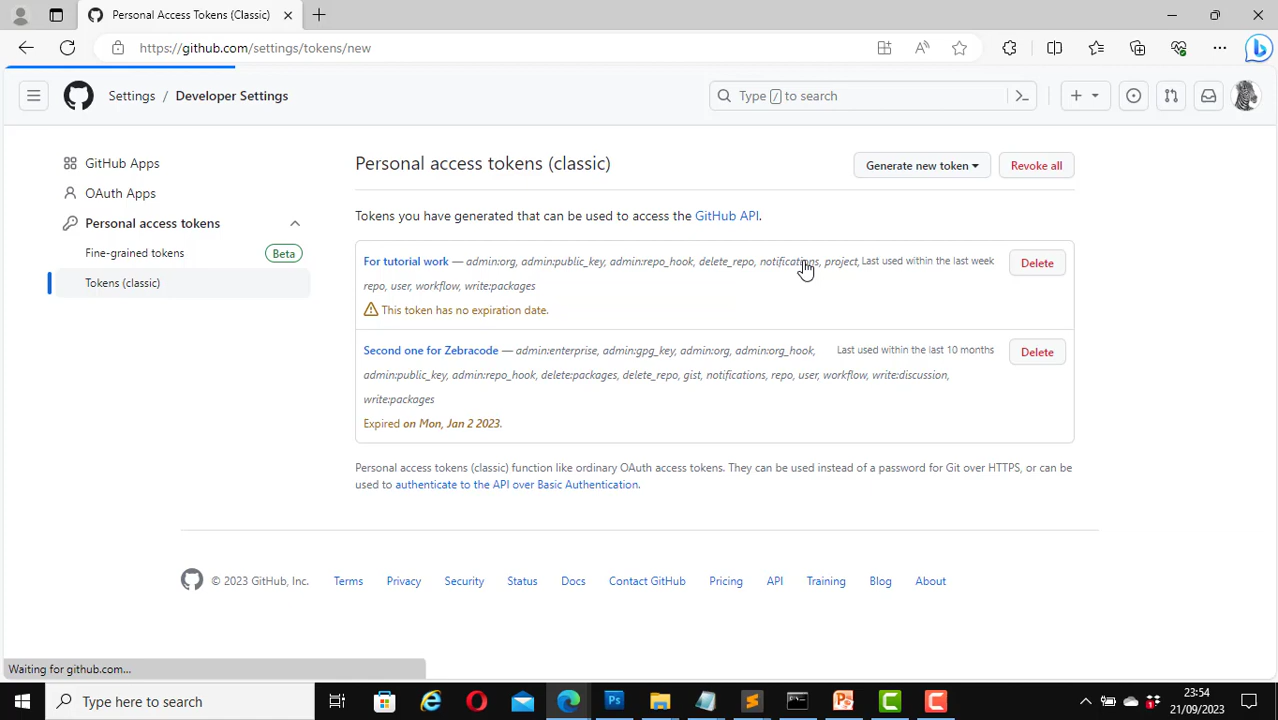 Personal Access Tokens (Classic)
https://github.com/settings/tokens/new
Settings / Developer Settings
Type / to search
GitHub Apps
OAuth Apps
Personal access tokens
Fine-grained tokens Beta
Tokens (classic)
Personal access tokens (classic)
Generate new token
Revoke all
Tokens you have generated that can be used to access the GitHub API.
For tutorial work — admin:org, admin:public_key, admin:repo_hook, delete_repo, notifications, project, Last used within the last week
Delete
repo, user, workflow, write:packages
This token has no expiration date.
Second one for Zebracode — admin:enterprise, admin:gpg_key, admin:org, admin:org_hook, Last used within the last 10 months
Delete
admin:public_key, admin:repo_hook, delete:packages, delete_repo, gist, notifications, repo, user, workflow, write:discussion,
write:packages
Expired on Mon, Jan 2 2023.
Personal access tokens (classic) function like ordinary OAuth access tokens. They can be used instead of a password for Git over HTTPS, or can be
used to authenticate to the API over Basic Authentication.
© 2023 GitHub, Inc. Terms Privacy Security Status Docs Contact GitHub Pricing API Training Blog About
Waiting for github.com...
Type here to search
23:54
21/09/2023